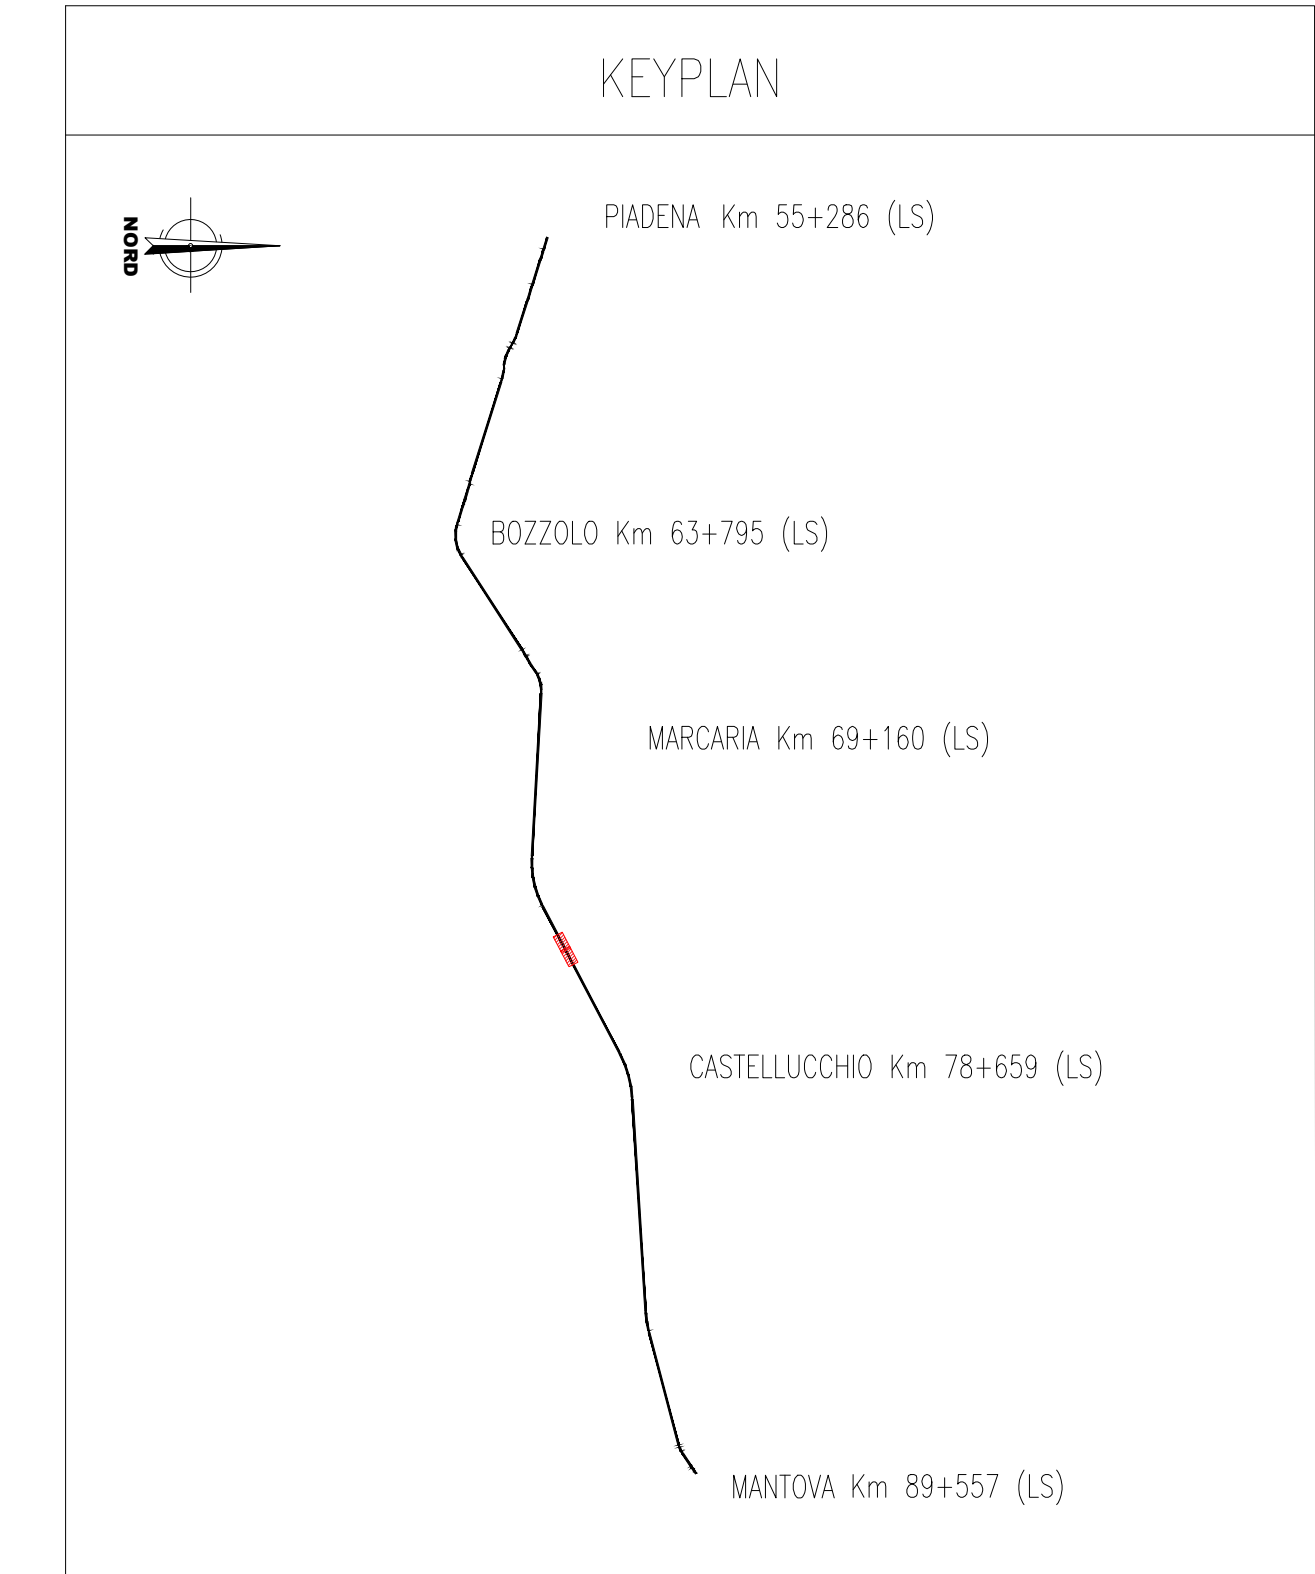 KEYPLAN
PIADENA Km 55+286 (LS)
NORD
BOZZOLO Km 63+795 (LS)
MARCARIA Km 69+160 (LS)
CASTELLUCCHIO Km 78+659 (LS)
MANTOVA Km 89+557 (LS)